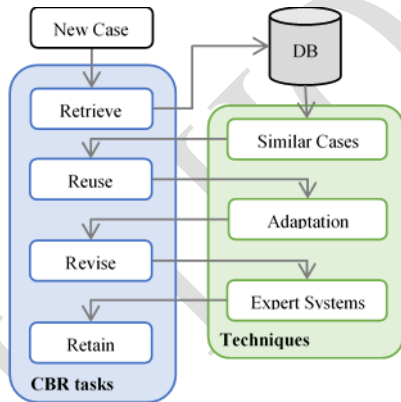 New Case
DB
Retrieve
Similar Cases
Reuse
Adaptation
Revise
Expert Systems
Retain
Techniques
CBR tasks